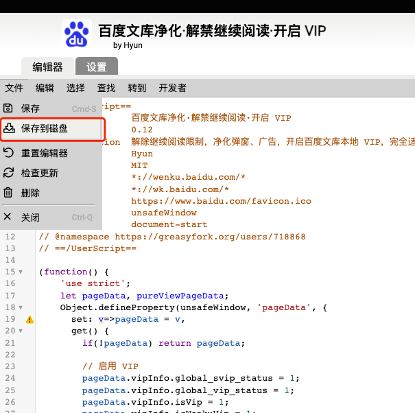 百度文库净化·解禁继续阅读·开启 VIP
by Hyun
编辑器 设置
文件 编辑 选择 查找 转到 开发者
保存 Cmd-S
保存到磁盘
重置编辑器
检查更新
删除
关闭 Ctrl-Q
百度文库净化·解禁继续阅读·开启 VIP
0.12
解除继续阅读限制，净化弹窗、广告，开启百度文库本地 VIP，完全适
Hyun
MIT
*://wenku.baidu.com/*
*://wk.baidu.com/*
https://www.baidu.com/favicon.ico
unsafeWindow
document-start
12 // @namespace https://greasyfork.org/users/718868
13 // ==/UserScript==
14
15 (function() {
16 'use strict';
17 let pageData, pureViewPageData;
18 Object.defineProperty(unsafeWindow, 'pageData', {
19 set: v=>pageData = v,
20 get() {
21 if(!pageData) return pageData;
22
23 // 启用 VIP
24 pageData.vipInfo.global_svip_status = 1;
25 pageData.vipInfo.global_vip_status = 1;
26 pageData.vipInfo.isVip = 1;